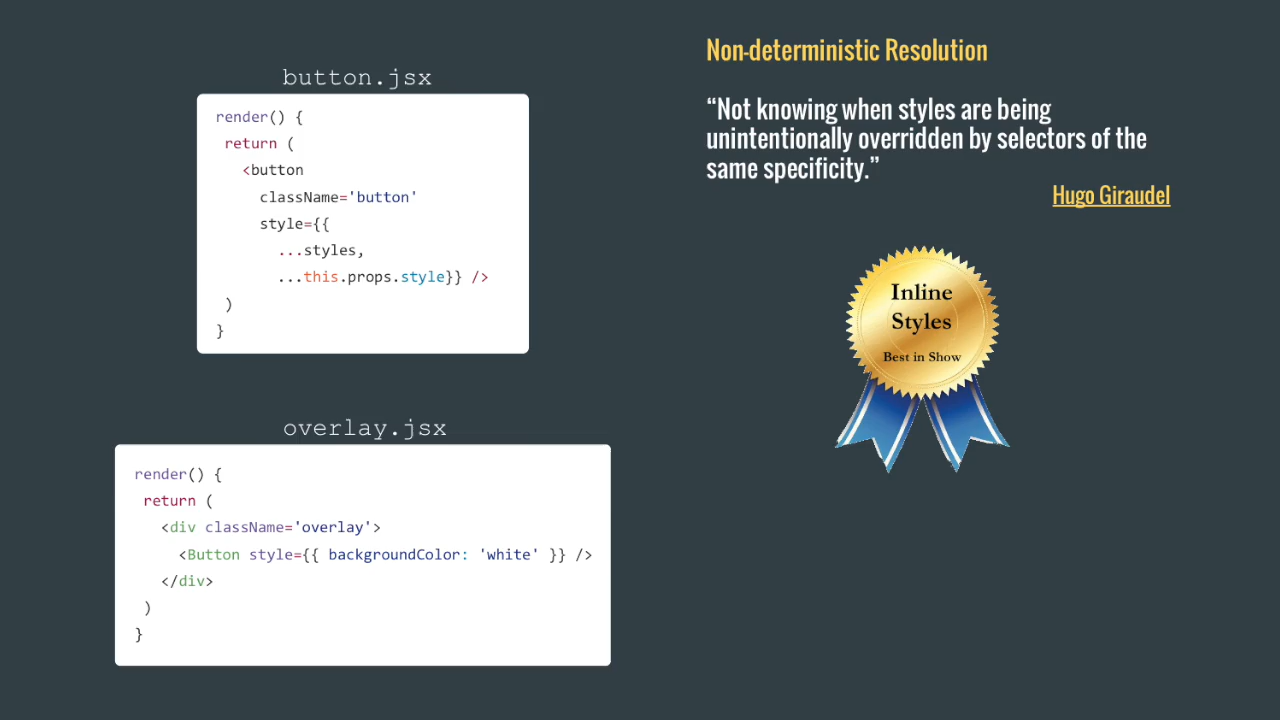 button.jsx
render() {
return (
<button
className='button'
style={{
...styles,
...this.props.style}} />
)
}
overlay.jsx
render() {
return (
<div className='overlay'>
<Button style={{ backgroundColor: 'white' }} />
</div>
)
}
Non-deterministic Resolution
“Not knowing when styles are being
unintentionally overridden by selectors of the
same specificity.”
Hugo Giraudel
Inline
Styles
Best in Show